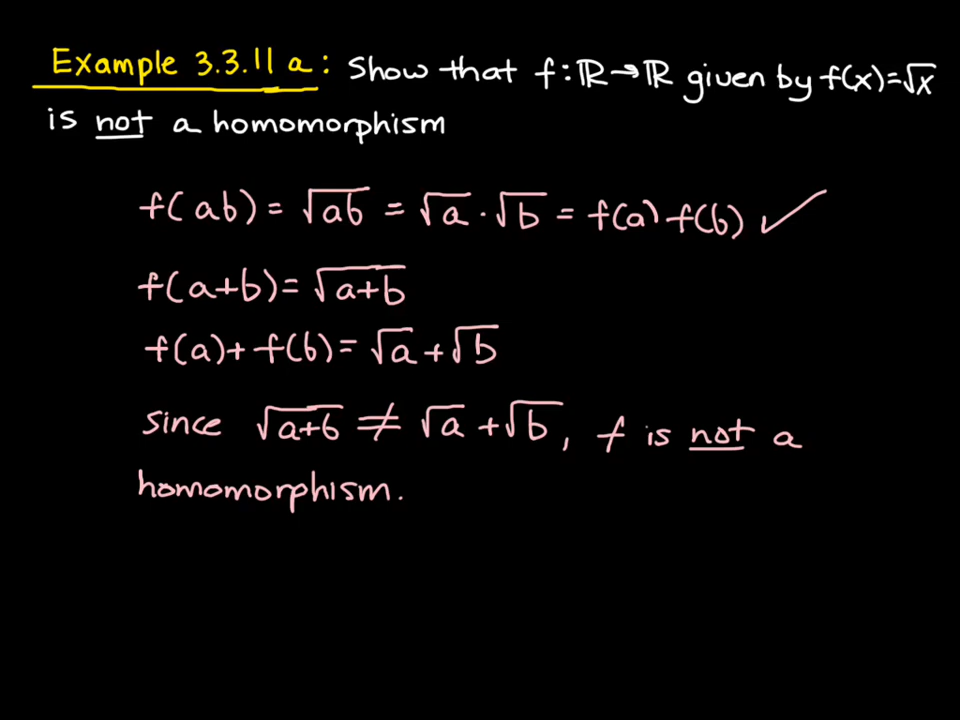 Example 3.3.11 a: Show that f: ℝ→ℝ given by f(x)=√x
is not a homomorphism
f(ab) = √ab = √a · √b = f(a) f(b) ✓
f(a+b) = √a+b
f(a) + f(b) = √a + √b
since √a+b ≠ √a + √b, f is not a
homomorphism.